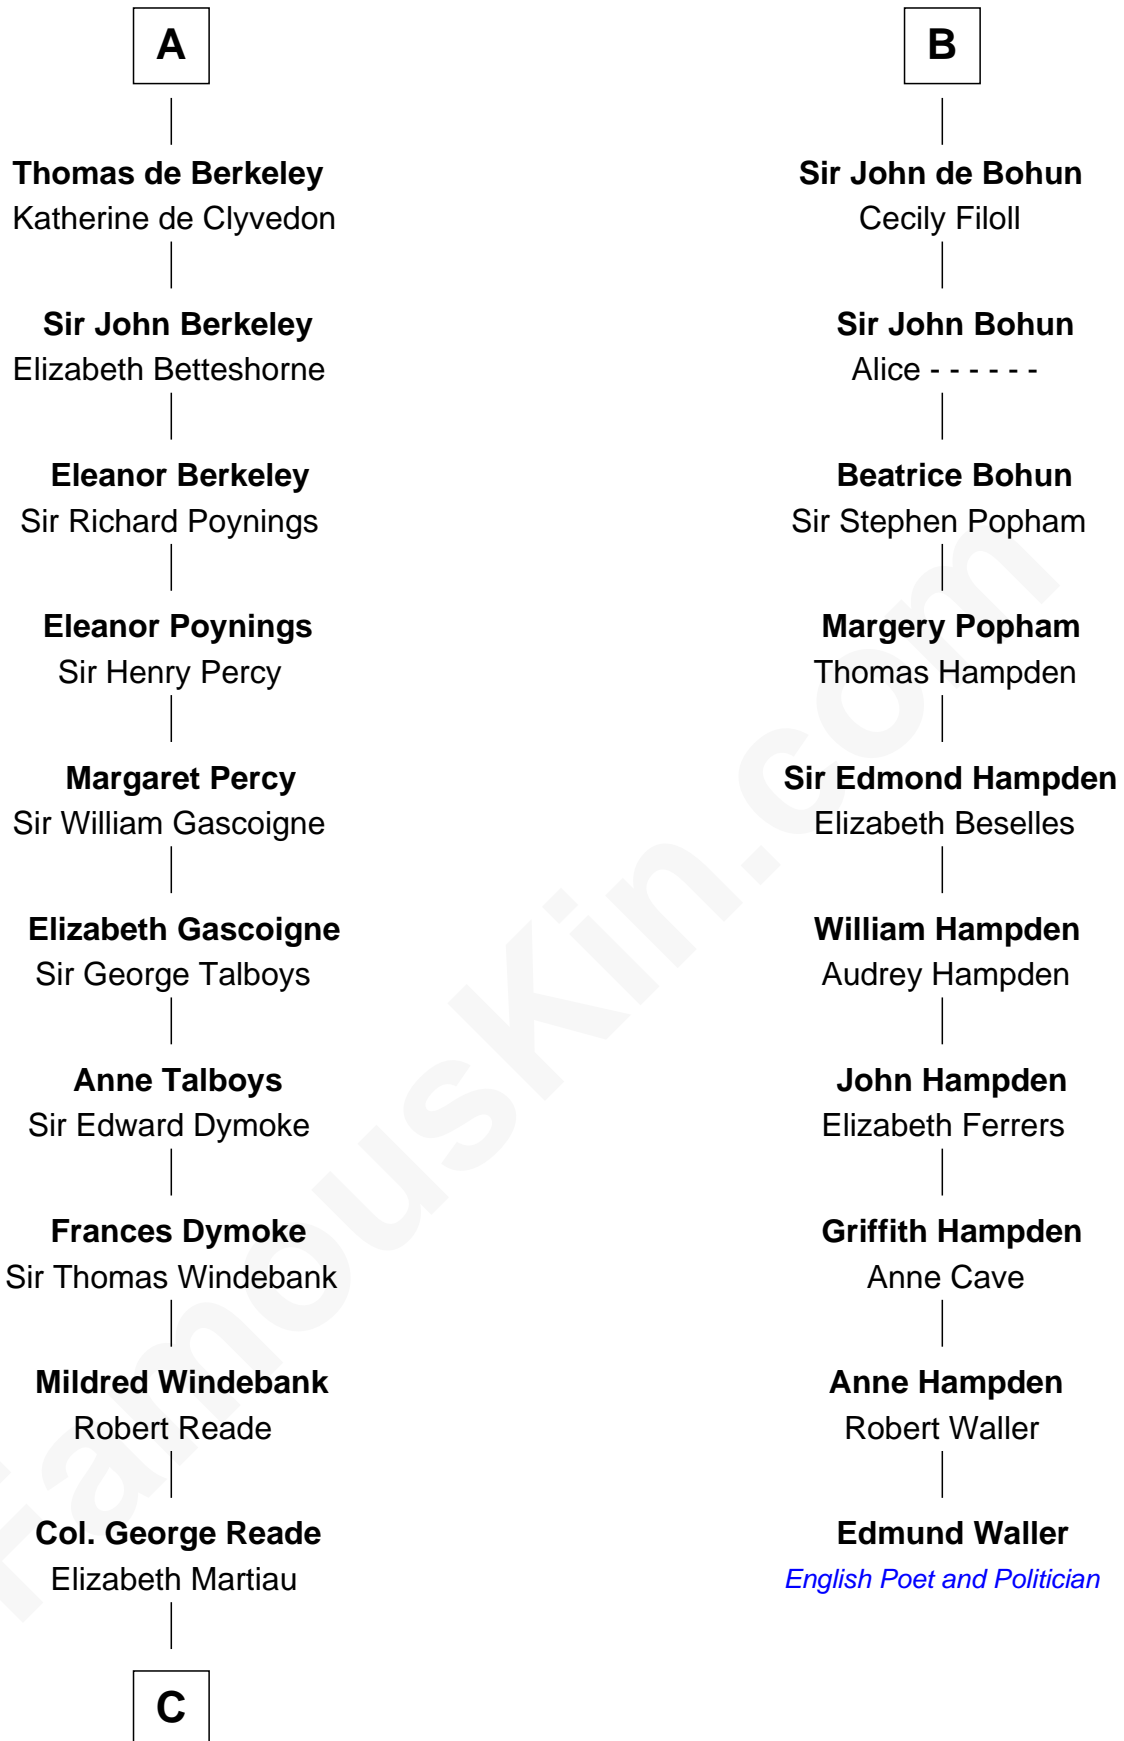 A
Thomas de Berkeley
Katherine de Clyvedon
Sir John Berkeley
Elizabeth Betteshorne
Eleanor Berkeley
Sir Richard Poynings
Eleanor Poynings
Sir Henry Percy
Margaret Percy
Sir William Gascoigne
Elizabeth Gascoigne
Sir George Talboys
Anne Talboys
Sir Edward Dymoke
Frances Dymoke
Sir Thomas Windebank
Mildred Windebank
Robert Reade
Col. George Reade
Elizabeth Martiau
C
B
Sir John de Bohun
Cecily Filoll
Sir John Bohun
Alice - - - - - -
Beatrice Bohun
Sir Stephen Popham
Margery Popham
Thomas Hampden
Sir Edmond Hampden
Elizabeth Beselles
William Hampden
Audrey Hampden
John Hampden
Elizabeth Ferrers
Griffith Hampden
Anne Cave
Anne Hampden
Robert Waller
Edmund Waller
English Poet and Politician
FamousKin.com